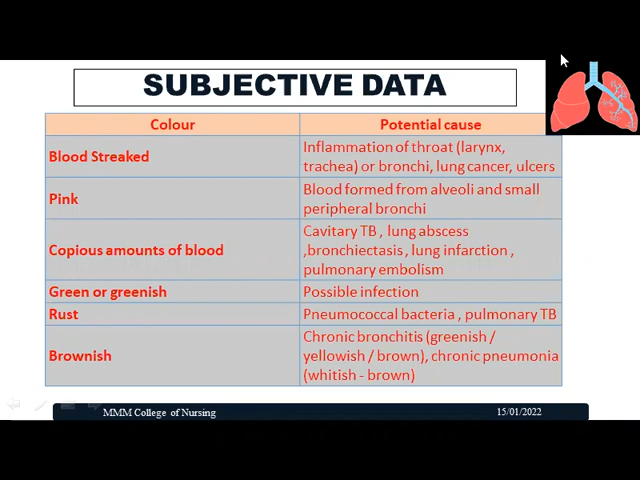 SUBJECTIVE DATA
Colour Potential cause
Blood Streaked Inflammation of throat (larynx,
trachea) or bronchi, lung cancer, ulcers
Pink Blood formed from alveoli and small
peripheral bronchi
Copious amounts of blood Cavitary TB , lung abscess
,bronchiectasis , lung infarction ,
pulmonary embolism
Green or greenish Possible infection
Rust Pneumococcal bacteria , pulmonary TB
Brownish Chronic bronchitis (greenish /
yellowish / brown), chronic pneumonia
(whitish - brown)
MMM College of Nursing 15/01/2022